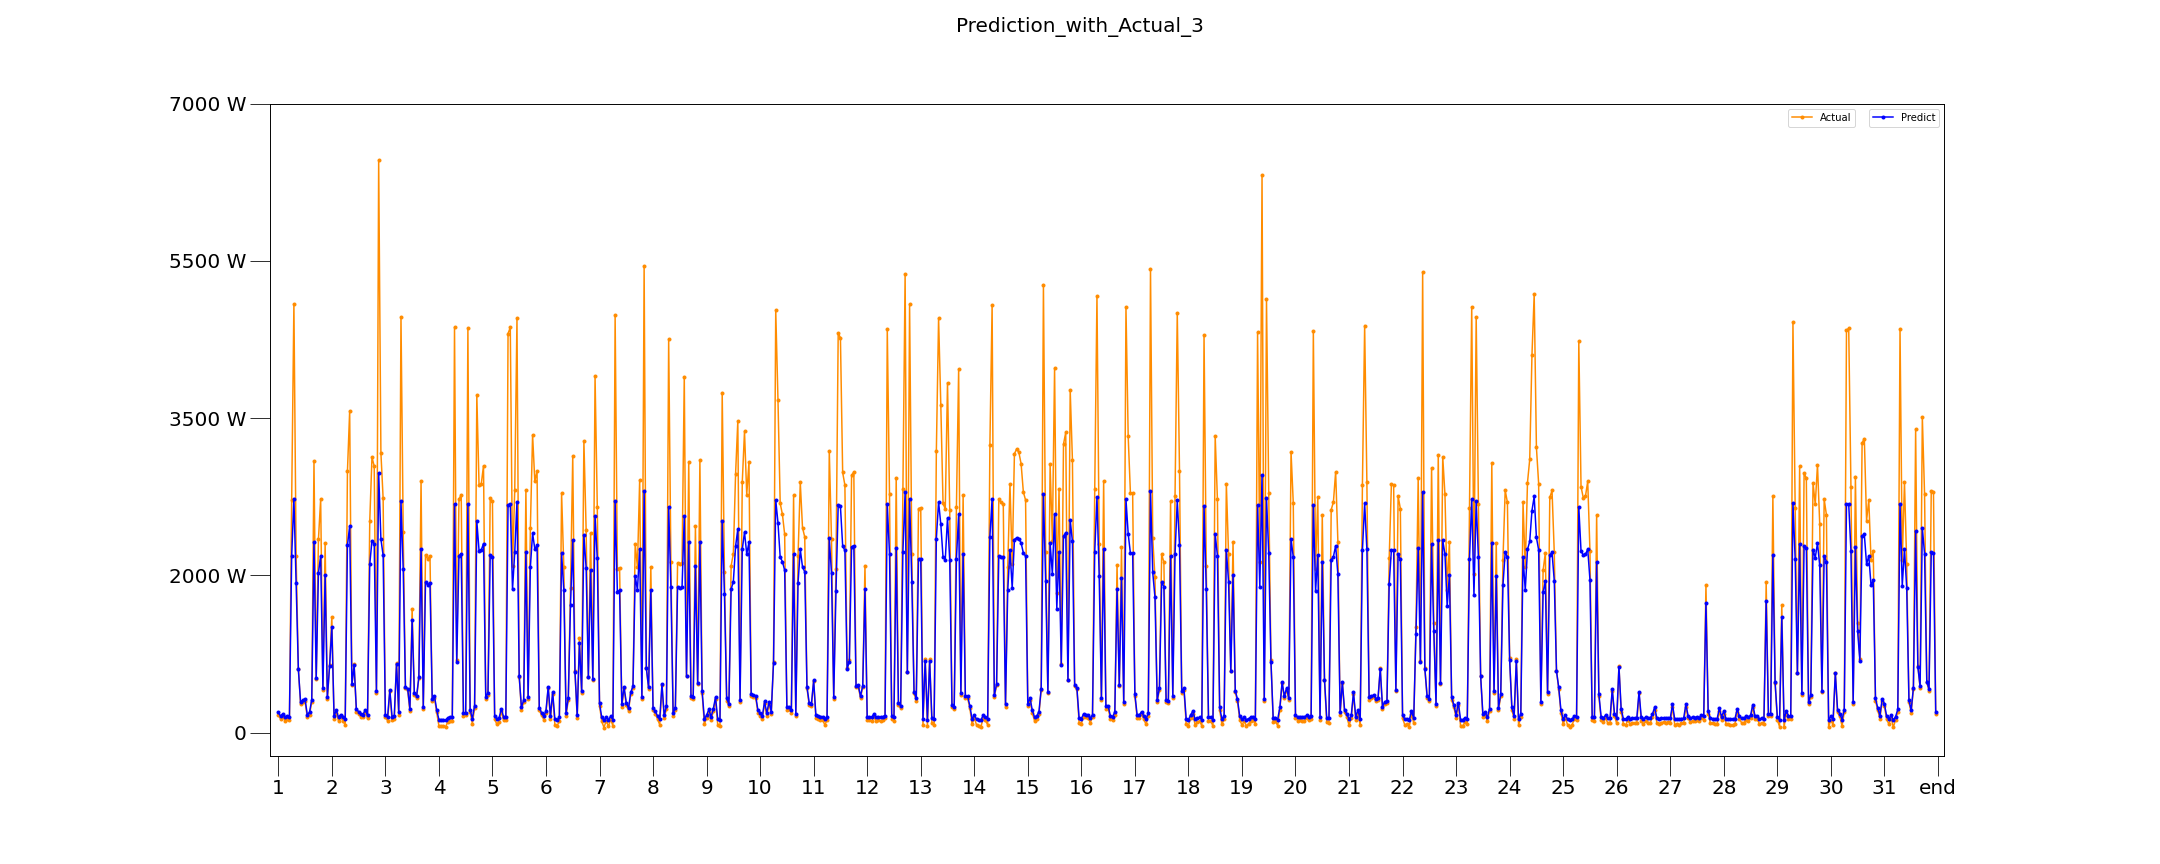 Prediction_with_Actual_3
7000 W
Actual Predict
5500 W
3500 W
2000 W
0
1 2 3 4 5 6 7 8 9 10 11 12 13 14 15 16 17 18 19 20 21 22 23 24 25 26 27 28 29 30 31 end